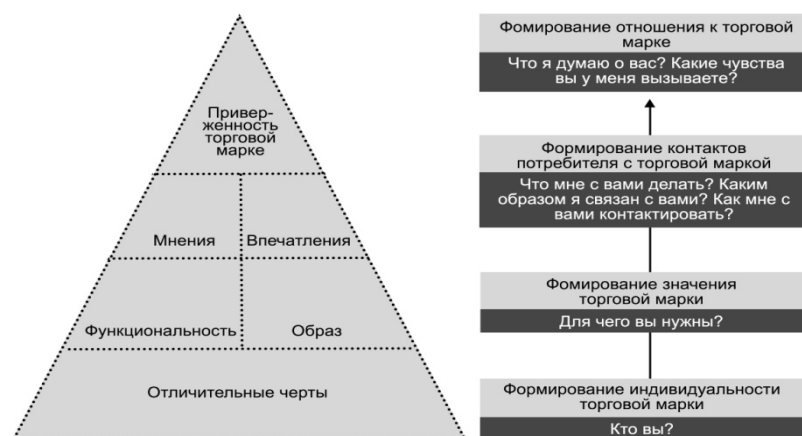 Привер-
женность
торговой
марке
Мнения
Впечатления
Функциональность
Образ
Отличительные черты
Фомирование отношения к торговой
марке
Что я думаю о вас? Какие чувства
вы у меня вызываете?
Формирование контактов
потребителя с торговой маркой
Что мне с вами делать? Каким
образом я связан с вами? Как мне с
вами контактировать?
Фомирование значения
торговой марки
Для чего вы нужны?
Формирование индивидуальности
торговой марки
Кто вы?